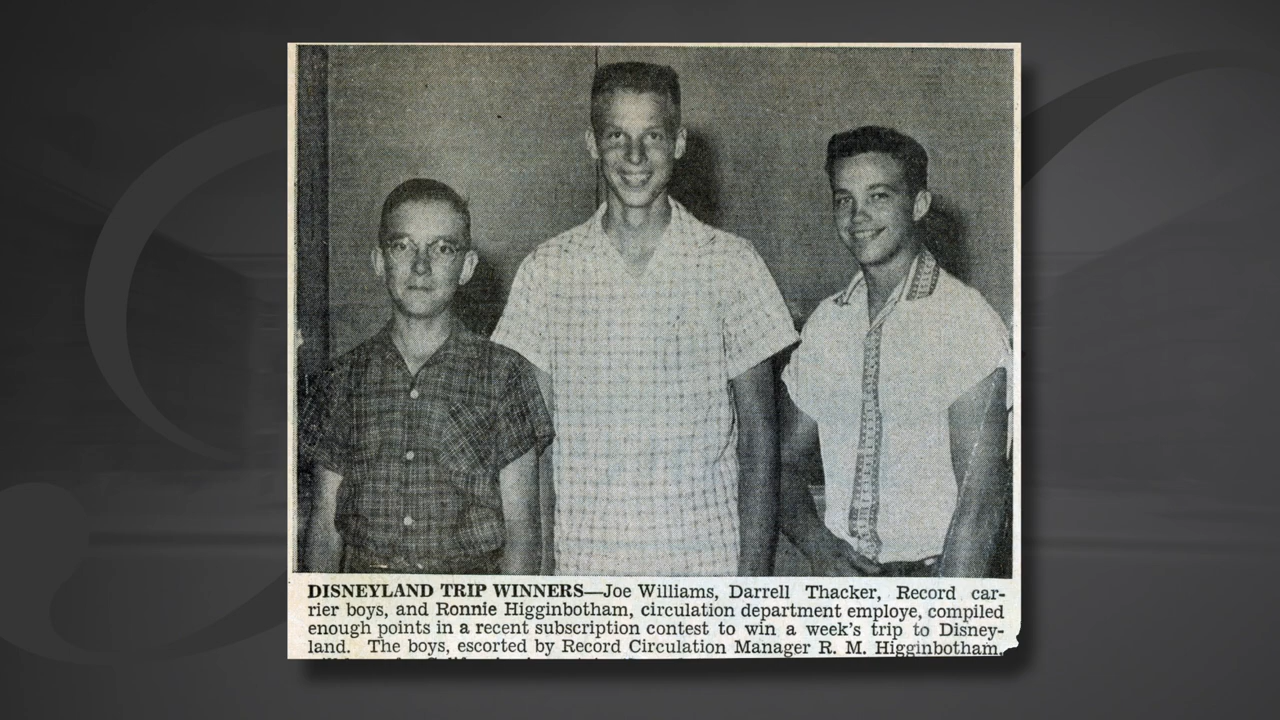 DISNEYLAND TRIP WINNERS—Joe Williams, Darrell Thacker, Record car-
rier boys, and Ronnie Higginbotham, circulation department employe, compiled
enough points in a recent subscription contest to win a week's trip to Disney-
land. The boys, escorted by Record Circulation Manager R. M. Higginbotham,